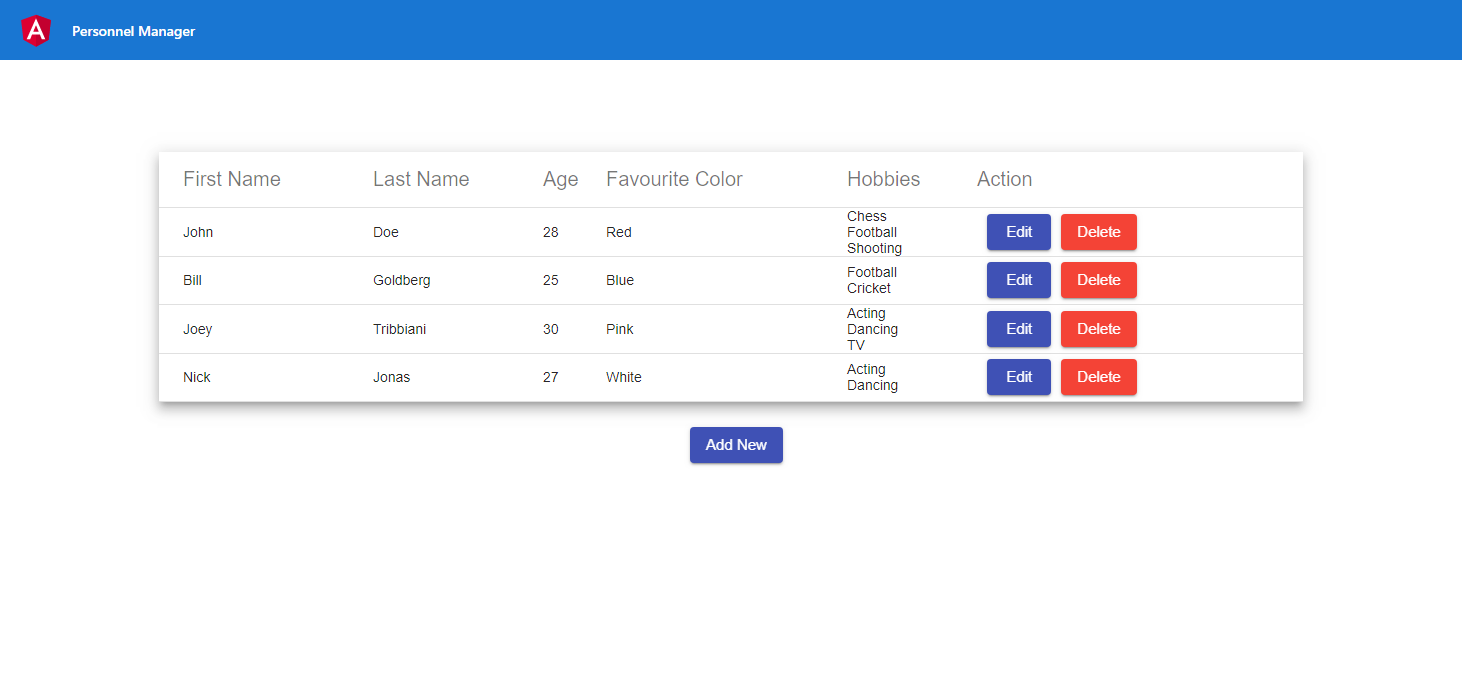 A
Personnel Manager
First Name Last Name Age Favourite Color Hobbies Action
John Doe 28 Red Chess Edit Delete
Football
Shooting
Bill Goldberg 25 Blue Football Edit Delete
Cricket
Joey Tribbiani 30 Pink Acting Edit Delete
Dancing
TV
Nick Jonas 27 White Acting Edit Delete
Dancing
Add New